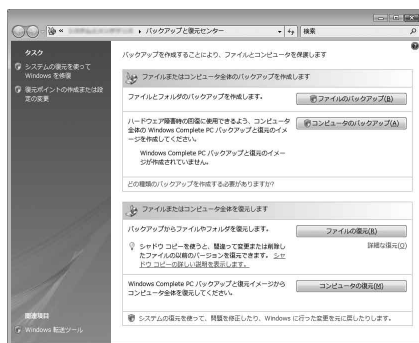 バックアップと復元センター
検索
タスク
システムの復元を使って
Windows を修復
復元ポイントの作成または設
定の変更
バックアップを作成することにより、ファイルとコンピュータを保護します
ファイルまたはコンピュータ全体のバックアップを作成します
ファイルとフォルダのバックアップを作成します。
ファイルのバックアップ(B)
ハードウェア障害時の回復に使用できるよう、コンピュータ
全体の Windows Complete PC バックアップと復元のイメ
ージを作成してください。
コンピュータのバックアップ(A)
Windows Complete PC バックアップと復元のイメー
ジが作成されていません。
どの種類のバックアップを作成する必要がありますか?
ファイルまたはコンピュータ全体を復元します
バックアップからファイルやフォルダを復元します。
ファイルの復元(R)
シャドウ コピーを使うと、間違って変更または削除し
たファイルの以前のバージョンを復元できます。 シャ
ドウ コピーの詳しい説明を表示します。
詳細な復元(O)
Windows Complete PC バックアップと復元イメージから
コンピュータ全体を復元してください。
コンピュータの復元(M)
システムの復元を使って、問題を修正したり、Windows に行った変更を元に戻したりします。
関連項目
Windows 転送ツール